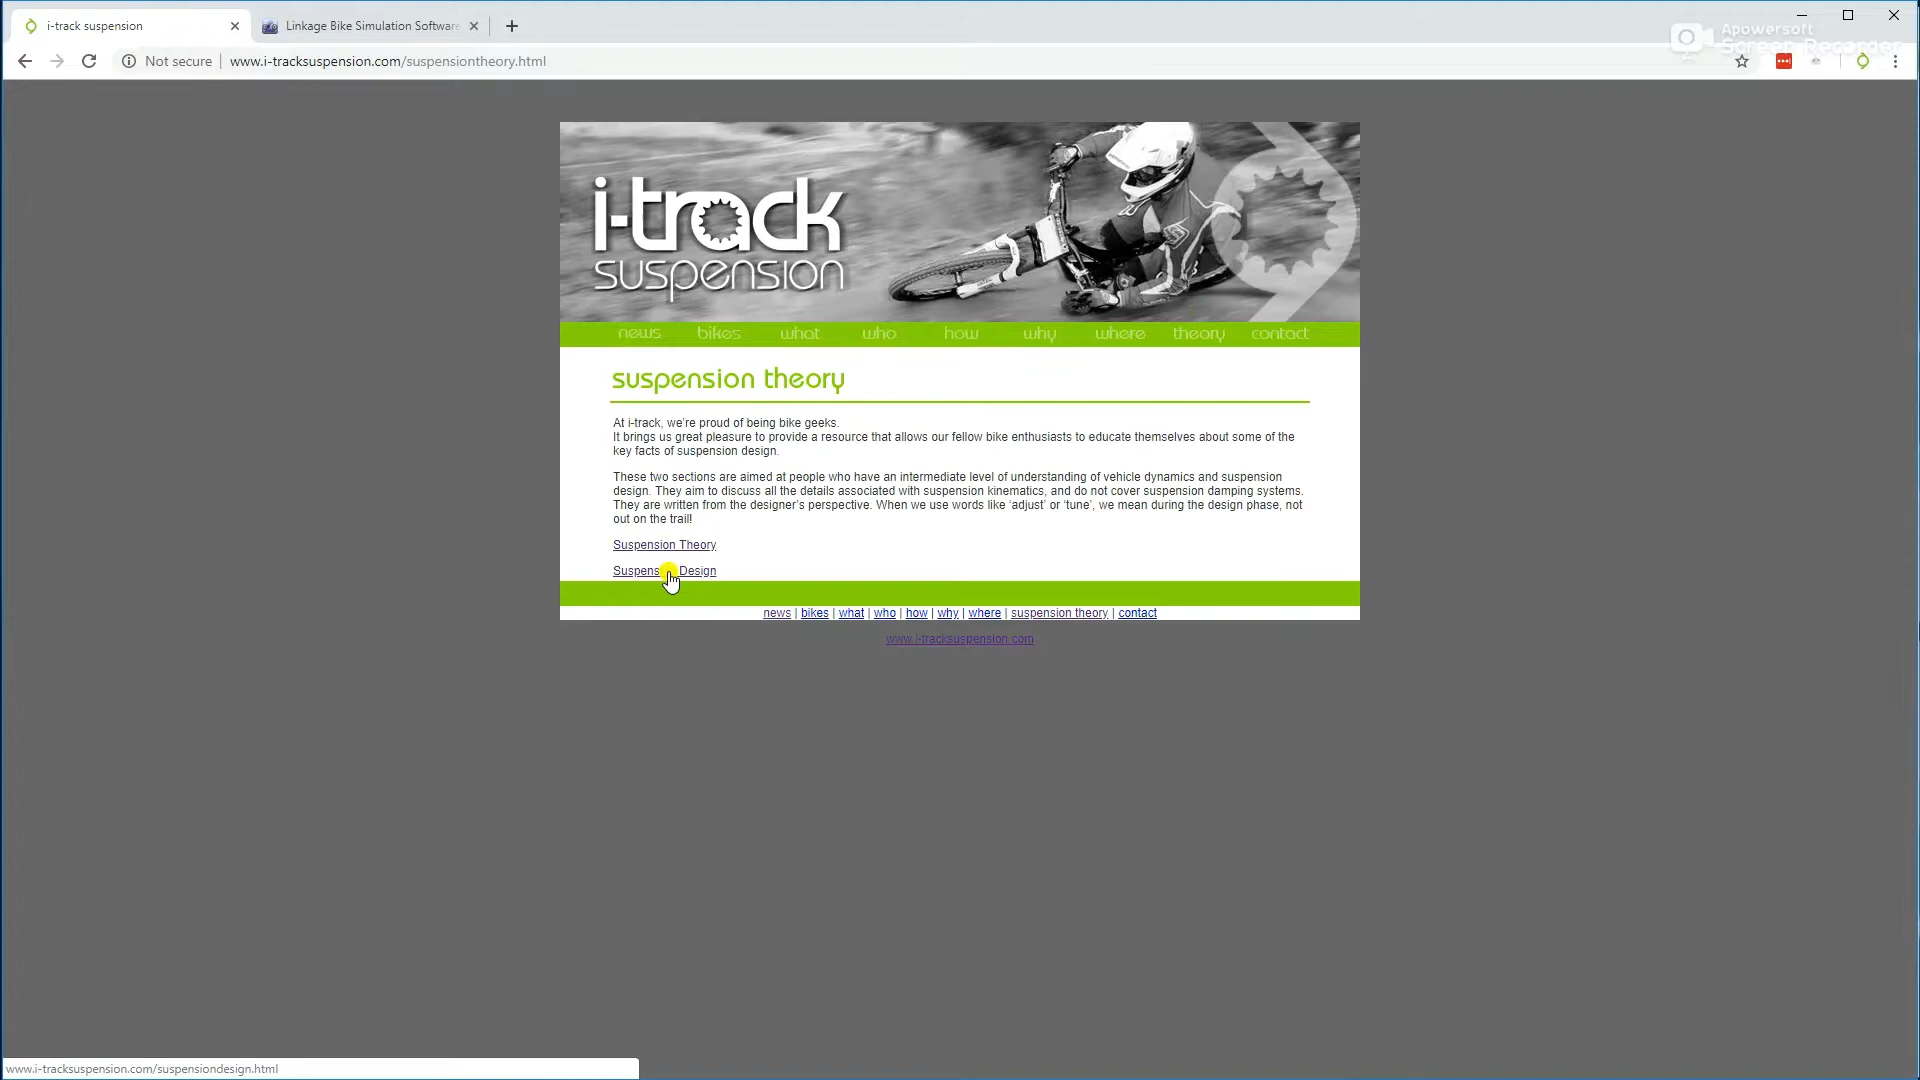 i-track suspension
Linkage Bike Simulation Software
Apowersoft
Screen Recorder
Not secure
www.i-tracksuspension.com/suspensiontheory.html
i-track
suspension
news bikes what who how why where theory contact
suspension theory
At i-track, we're proud of being bike geeks.
It brings us great pleasure to provide a resource that allows our fellow bike enthusiasts to educate themselves about some of the
key facts of suspension design.
These two sections are aimed at people who have an intermediate level of understanding of vehicle dynamics and suspension
design. They aim to discuss all the details associated with suspension kinematics, and do not cover suspension damping systems.
They are written from the designer's perspective. When we use words like 'adjust' or 'tune', we mean during the design phase, not
out on the trail!
Suspension Theory
Suspens Design
news | bikes | what | who | how | why | where | suspension theory | contact
www.i-tracksuspension.com
www.i-tracksuspension.com/suspensiondesign.html